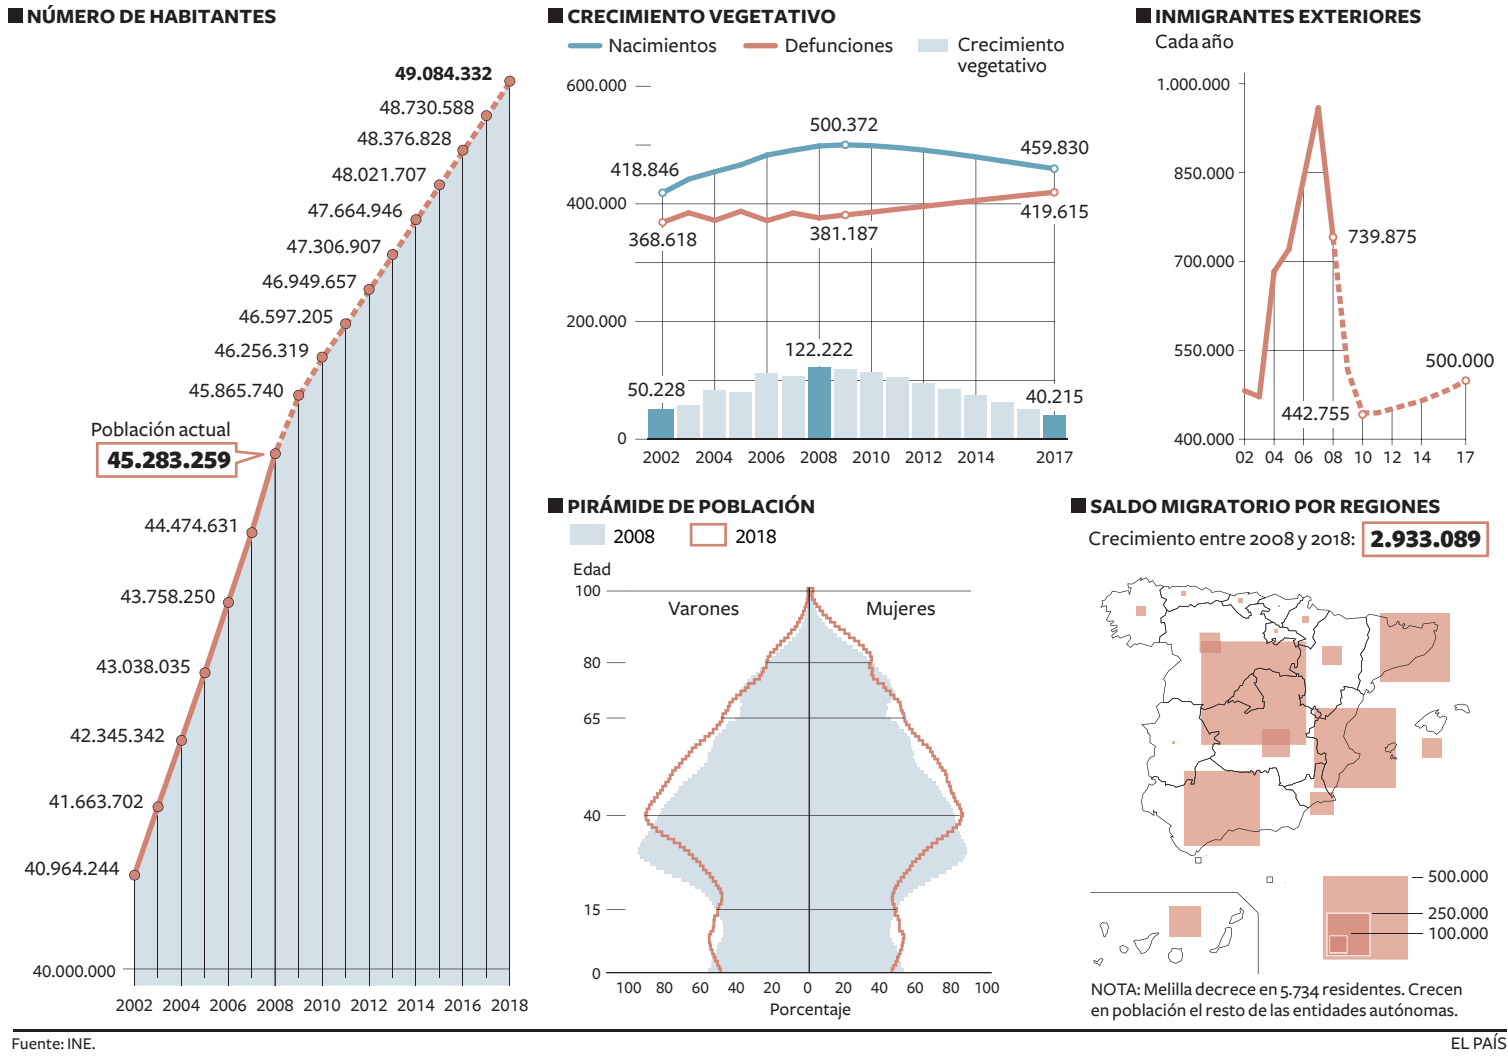 NÚMERO DE HABITANTES
49.084.332
48.730.588
48.376.828
48.021.707
47.664.946
47.306.907
46.949.657
46.597.205
46.256.319
45.865.740
Población actual
45.283.259
44.474.631
43.758.250
43.038.035
42.345.342
41.663.702
40.964.244
40.000.000
2002 2004 2006 2008 2010 2012 2014 2016 2018
CRECIMIENTO VEGETATIVO
Nacimientos
Defunciones
Crecimiento
vegetativo
600.000
500.372
459.830
418.846
400.000
419.615
368.618
381.187
200.000
122.222
50.228
40.215
0
2002 2004 2006 2008 2010 2012 2014 2017
INMIGRANTES EXTERIORES
Cada año
1.000.000
850.000
739.875
700.000
550.000
500.000
442.755
400.000
02 04 06 08 10 12 14 17
PIRÁMIDE DE POBLACIÓN
2008
2018
Edad
100
Varones
Mujeres
80
65
40
15
0
100 80 60 40 20 0 20 40 60 80 100
Porcentaje
SALDO MIGRATORIO POR REGIONES
Crecimiento entre 2008 y 2018: 2.933.089
500.000
250.000
100.000
NOTA: Melilla decrece en 5.734 residentes. Crecen
en población el resto de las entidades autónomas.
Fuente: INE.
EL PAÍS